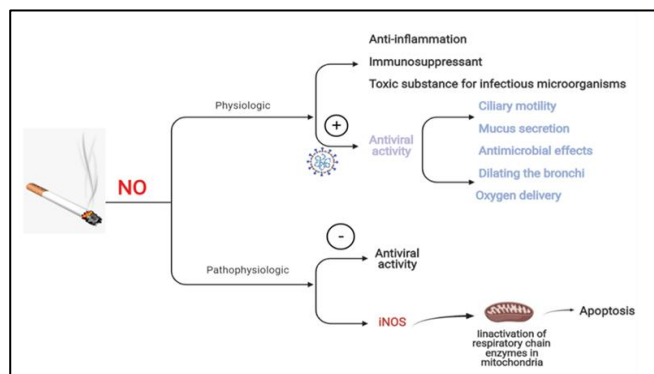 Anti-inflammation
Immunosuppressant
Toxic substance for infectious microorganisms
Physiologic
+
Antiviral
activity
Ciliary motility
Mucus secretion
Antimicrobial effects
Dilating the bronchi
Oxygen delivery
NO
-
Pathophysiologic
Antiviral
activity
iNOS
Iinactivation of
respiratory chain
enzymes in
mitochondria
Apoptosis